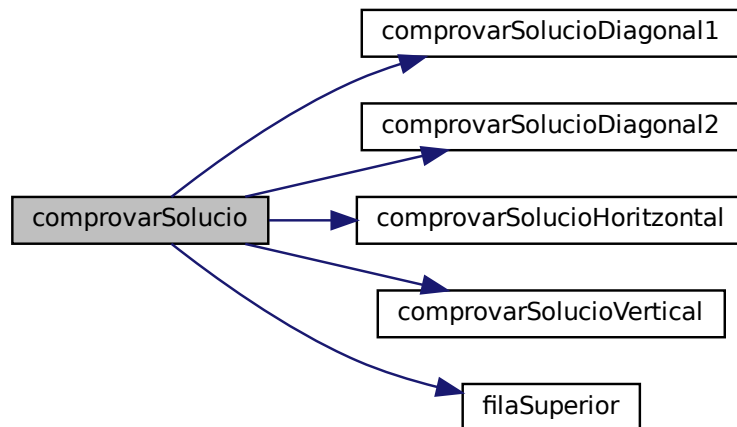 comprovarSolucioDiagonal1
comprovarSolucioDiagonal2
comprovarSolucio
comprovarSolucioHoritzontal
comprovarSolucioVertical
filaSuperior